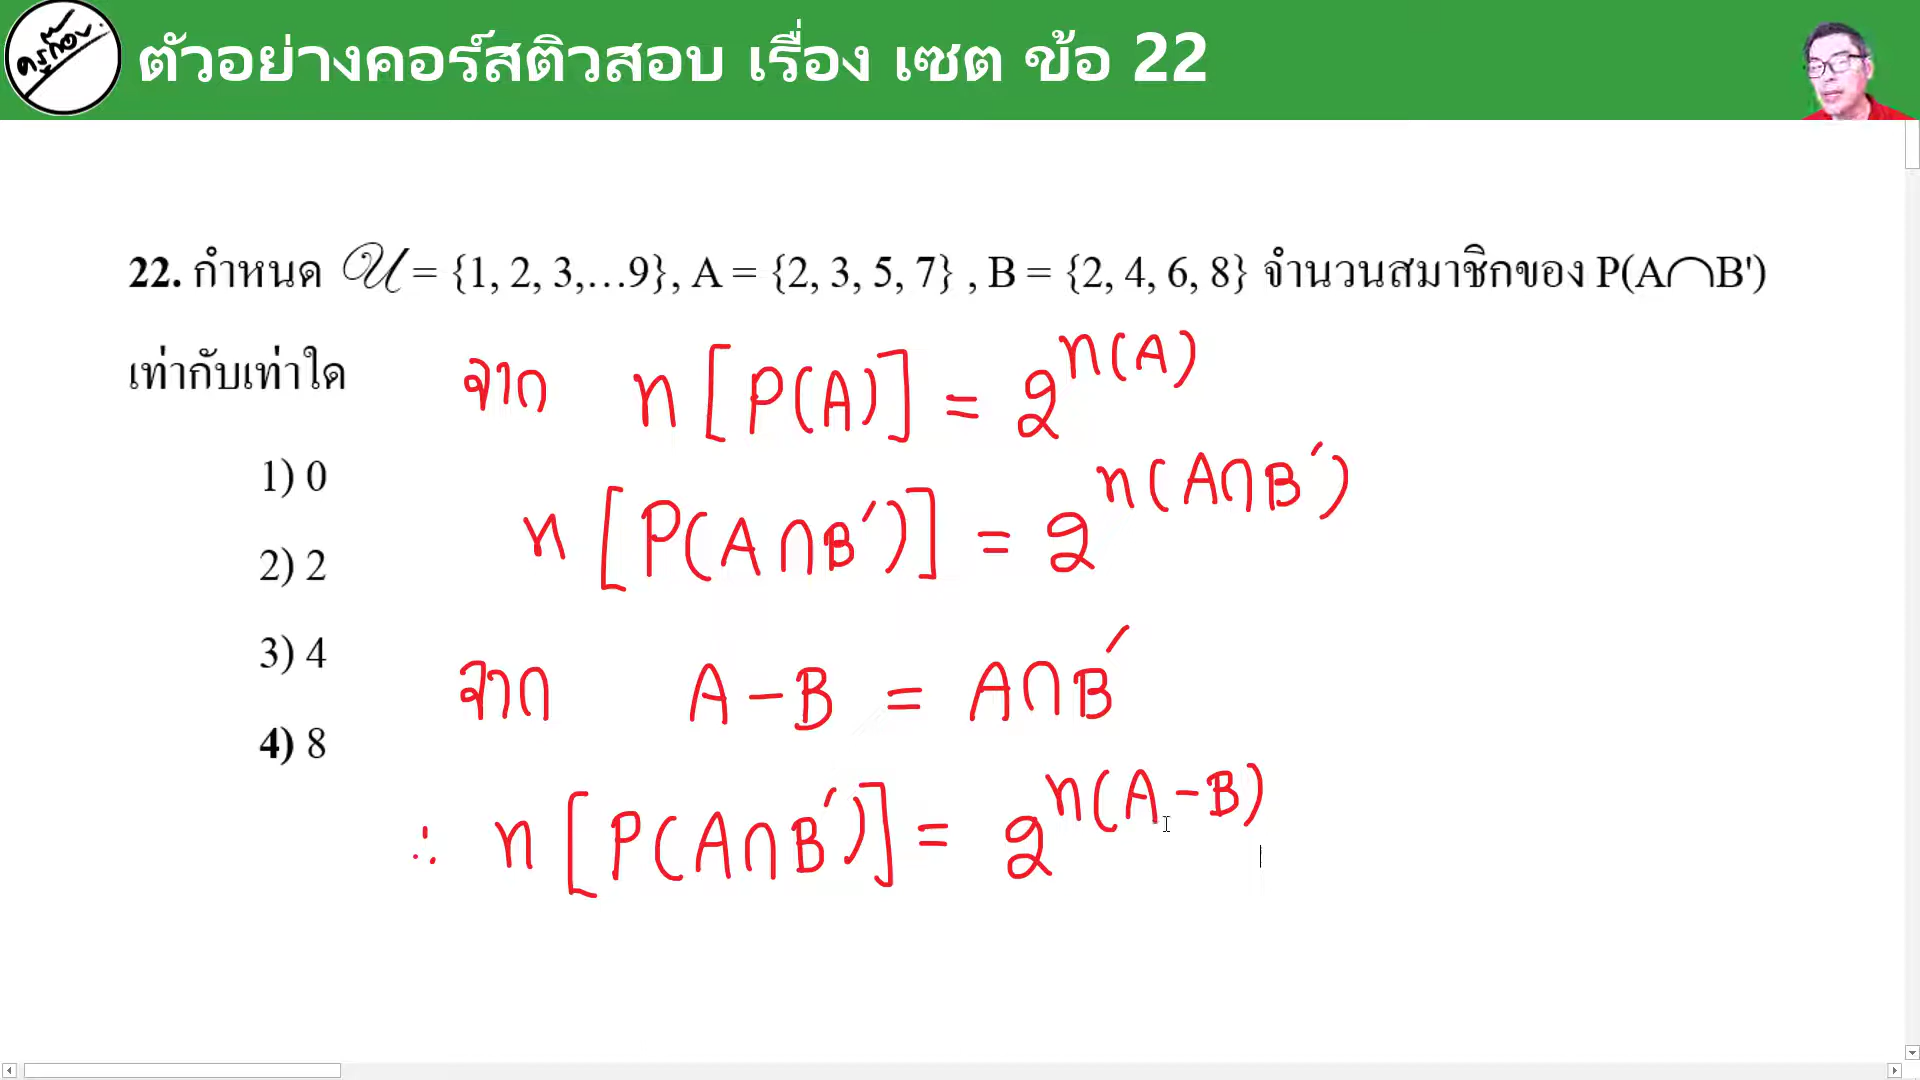 ครูก้อง
ตัวอย่างคอร์สติวสอบ เรื่อง เซต ข้อ 22
22. กำหนด 𝒰 = {1, 2, 3,...9}, A = {2, 3, 5, 7} , B = {2, 4, 6, 8} จำนวนสมาชิกของ P(A∩B')
เท่ากับเท่าใด
จาก n[P(A)] = 2^n(A)
1) 0
n[P(A∩B′)] = 2^n(A∩B′)
2) 2
3) 4
จาก A − B = A∩B′
4) 8
∴ n[P(A∩B′)] = 2^n(A−B)